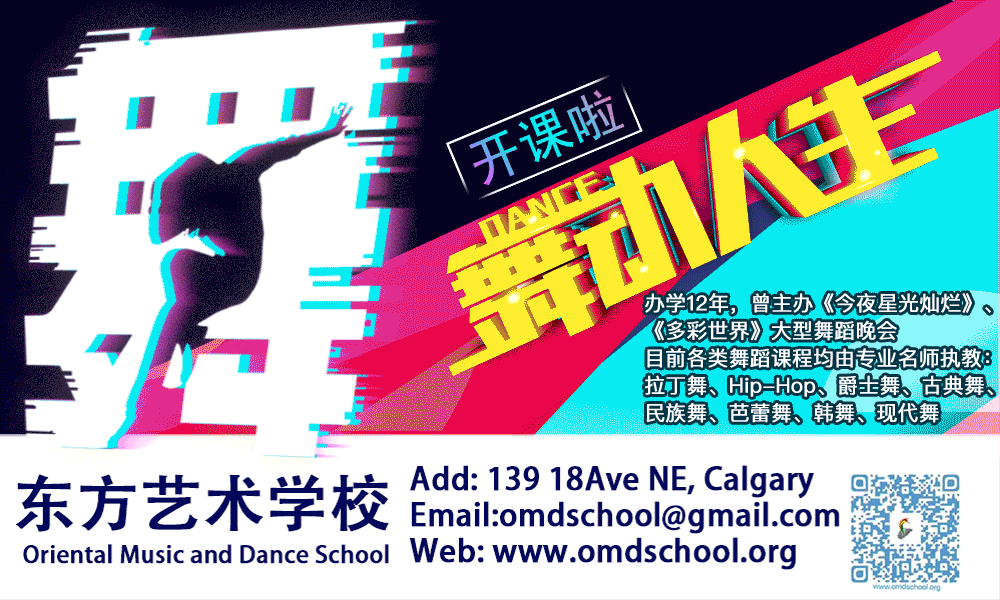 开课啦
DANCE
舞动人生
办学12年，曾主办《今夜星光灿烂》、
《多彩世界》大型舞蹈晚会
目前各类舞蹈课程均由专业名师执教：
拉丁舞、Hip-Hop、爵士舞、古典舞、
民族舞、芭蕾舞、韩舞、现代舞
东方艺术学校
Oriental Music and Dance School
Add: 139 18Ave NE, Calgary
Email:omdschool@gmail.com
Web: www.omdschool.org
www.omdschool.org